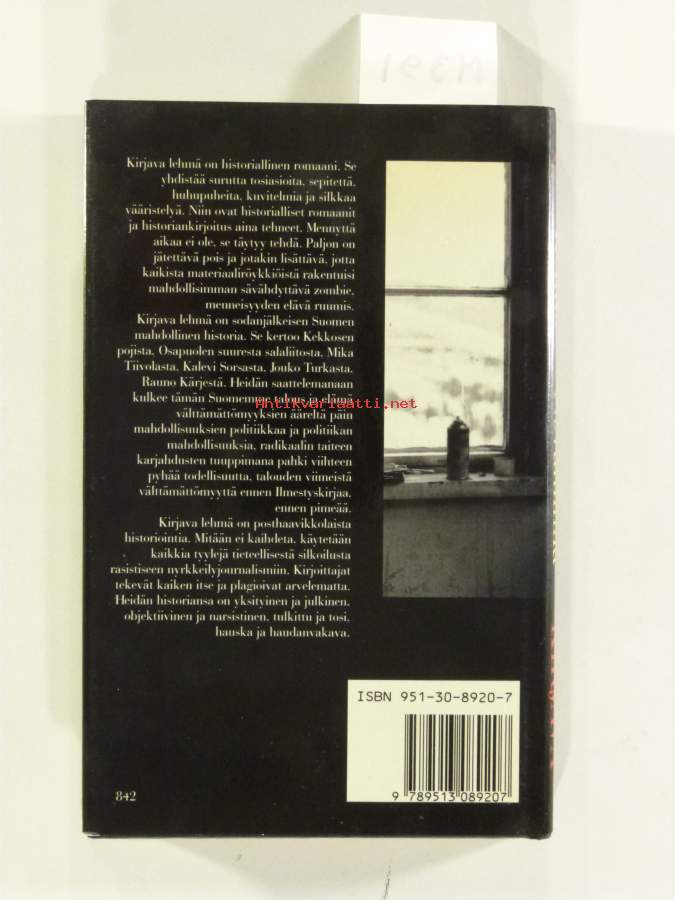 M391
Kirjava lehmä on historiallinen romaani. Se
yhdistää surutta tosiasioita, sepitettä,
huhupuheita, kuvitelmia ja silkkaa
vääristelyä. Niin ovat historialliset romaanit
ja historiankirjoitus aina tehneet. Mennyttä
aikaa ei ole, se täytyy tehdä. Paljon on
jätettävä pois ja jotakin lisättävä, jotta
kaikista materiaaliröykkiöistä rakentuisi
mahdollisimman sävähdyttävä zombie,
menneisyyden elävä ruumis.
Kirjava lehmä on sodanjälkeisen Suomen
mahdollinen historia. Se kertoo Kekkosen
pojista, Osapuolen suuresta salaliitosta, Mika
Tiivolasta, Kalevi Sorsasta, Jouko Turkasta,
Rauno Kärjestä. Heidän saattelemanaan
kulkee tämän Suomenmme talous ja elämä
Antikvariaatti.net
välttämättömyyksien ääreltä päin
mahdollisuuksien politiikkaa ja politiikan
mahdollisuuksia, radikaalin taiteen
karjahdusten tuuppimana pahki viihteen
pyhää todellisuutta, talouden viimeistä
välttämättömyyttä ennen Ilmestyskirjaa,
ennen pimeää.
Kirjava lehmä on posthaavikkolaista
historiointia. Mitään ei kaihdeta, käytetään
kaikkia tyylejä tieteellisestä silkoilusta
rasistiseen nyrkkeilyjournalismiin. Kirjoittajat
tekevät kaiken itse ja plagioivat arvelematta.
Heidän historiansa on yksityinen ja julkinen,
objektiivinen ja narsistinen, tulkittu ja tosi,
hauska ja haudanvakava.
ISBN 951-30-8920-7
9 789513 089207
842